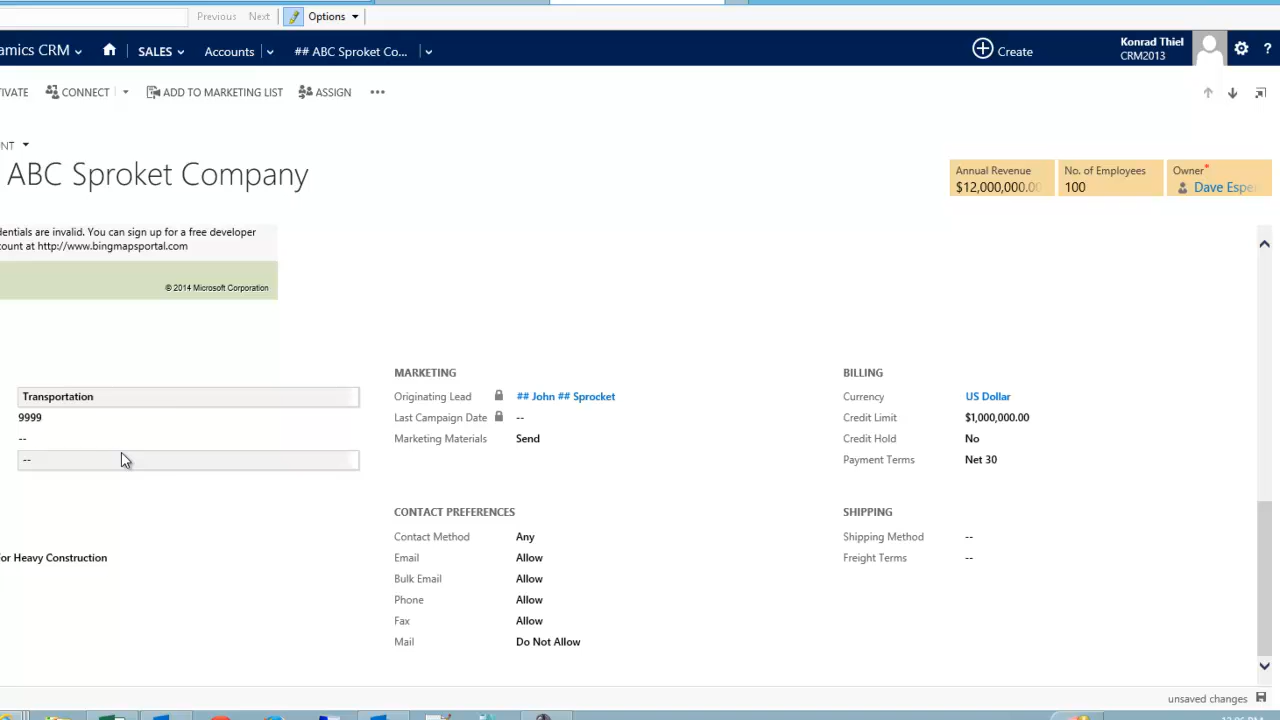 Previous Next Options
amics CRM SALES Accounts ## ABC Sproket Co... Create Konrad Thiel
CRM2013 ?
IVATE CONNECT ADD TO MARKETING LIST ASSIGN •••
NT
ABC Sproket Company
Annual Revenue No. of Employees Owner*
$12,000,000.00 100 Dave Espe
dentials are invalid. You can sign up for a free developer
count at http://www.bingmapsportal.com
© 2014 Microsoft Corporation
MARKETING BILLING
Transportation Originating Lead ## John ## Sprocket Currency US Dollar
9999 Last Campaign Date -- Credit Limit $1,000,000.00
-- Marketing Materials Send Credit Hold No
-- Payment Terms Net 30
CONTACT PREFERENCES SHIPPING
Contact Method Any Shipping Method --
or Heavy Construction Email Allow Freight Terms --
Bulk Email Allow
Phone Allow
Fax Allow
Mail Do Not Allow
unsaved changes